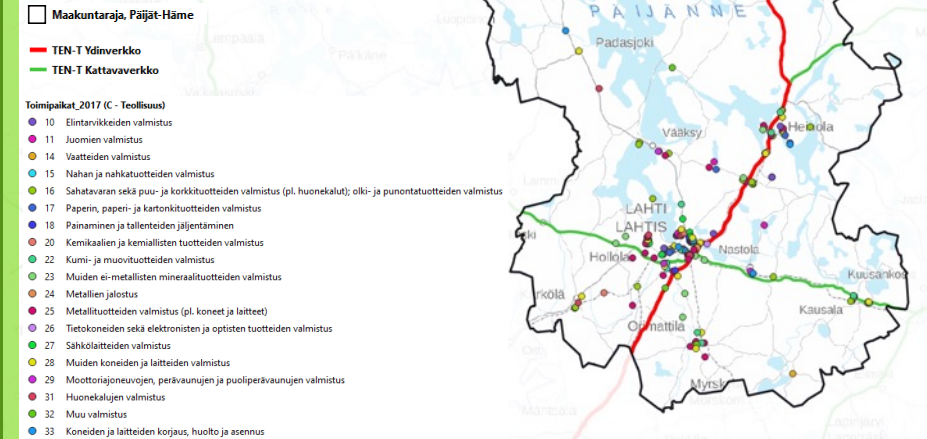 Maakuntaraja, Päijät-Häme
TEN-T Ydinverkko
TEN-T Kattavaverkko
Toimipaikat_2017 (C - Teollisuus)
10 Elintarvikkeiden valmistus
11 Juomien valmistus
14 Vaatteiden valmistus
15 Nahan ja nahkatuotteiden valmistus
16 Sahatavaran sekä puu- ja korkkituotteiden valmistus (pl. huonekalut); olki- ja punontatuotteiden valmistus
17 Paperin, paperi- ja kartonkituotteiden valmistus
18 Painaminen ja tallenteiden jäljentäminen
20 Kemikaalien ja kemiallisten tuotteiden valmistus
22 Kumi- ja muovituotteiden valmistus
23 Muiden ei-metallisten mineraalituotteiden valmistus
24 Metallien jalostus
25 Metallituotteiden valmistus (pl. koneet ja laitteet)
26 Tietokoneiden sekä elektronisten ja optisten tuotteiden valmistus
27 Sähkölaitteiden valmistus
28 Muiden koneiden ja laitteiden valmistus
29 Moottoriajoneuvojen, perävaunujen ja puoliperävaunujen valmistus
31 Huonekalujen valmistus
32 Muu valmistus
33 Koneiden ja laitteiden korjaus, huolto ja asennus
PÄIJÄNNE
Padasjoki
Vääksy
Heinola
LAHTI
LAHTIS
Nastola
Hollola
Kuusankos
Kausala
Orimattila
Myrsk